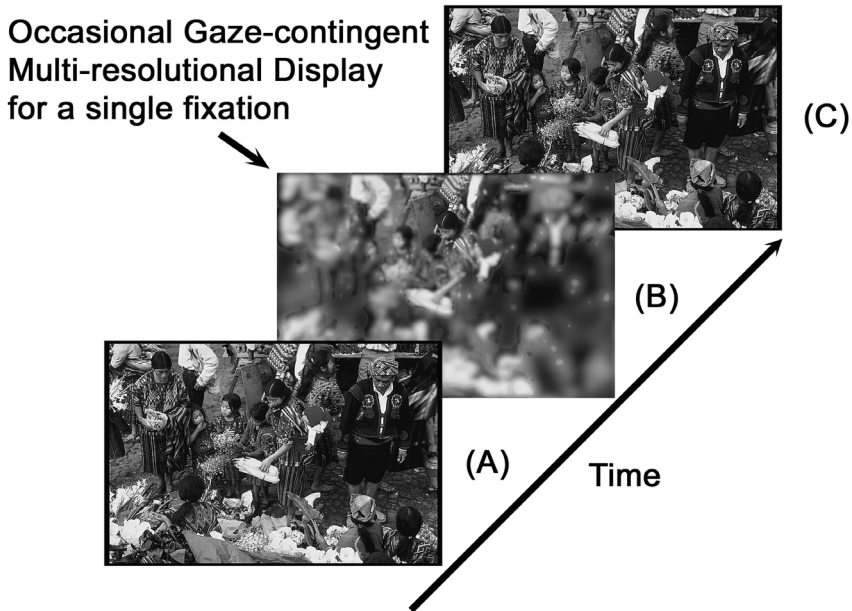 Occasional Gaze-contingent
Multi-resolutional Display
for a single fixation
(C)
(B)
(A)
Time